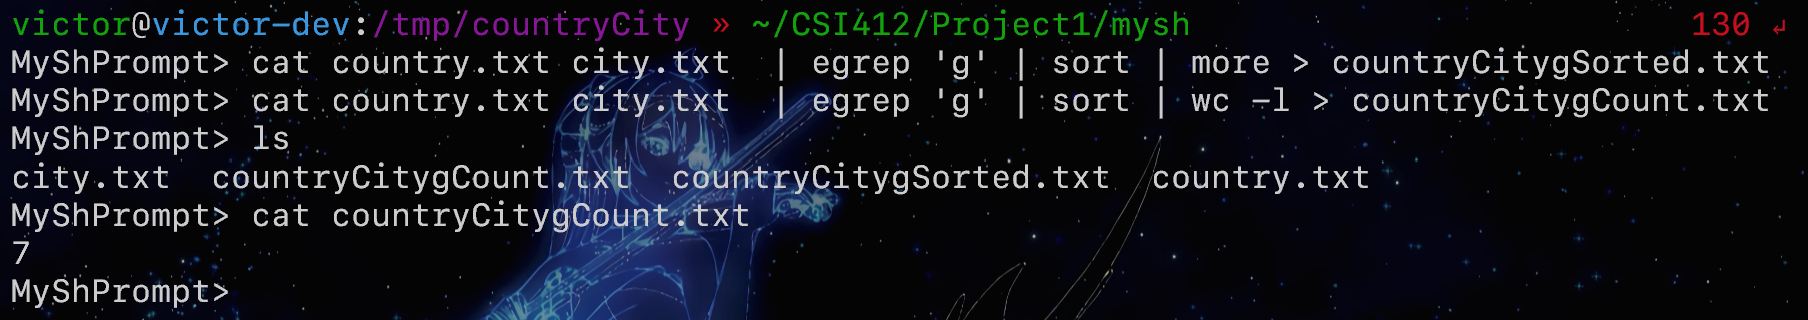 victor@victor-dev:/tmp/countryCity » ~/CSI412/Project1/mysh 130 ↵
MyShPrompt> cat country.txt city.txt  | egrep 'g' | sort | more > countryCitygSorted.txt
MyShPrompt> cat country.txt city.txt  | egrep 'g' | sort | wc -l > countryCitygCount.txt
MyShPrompt> ls
city.txt  countryCitygCount.txt  countryCitygSorted.txt  country.txt
MyShPrompt> cat countryCitygCount.txt
7
MyShPrompt>